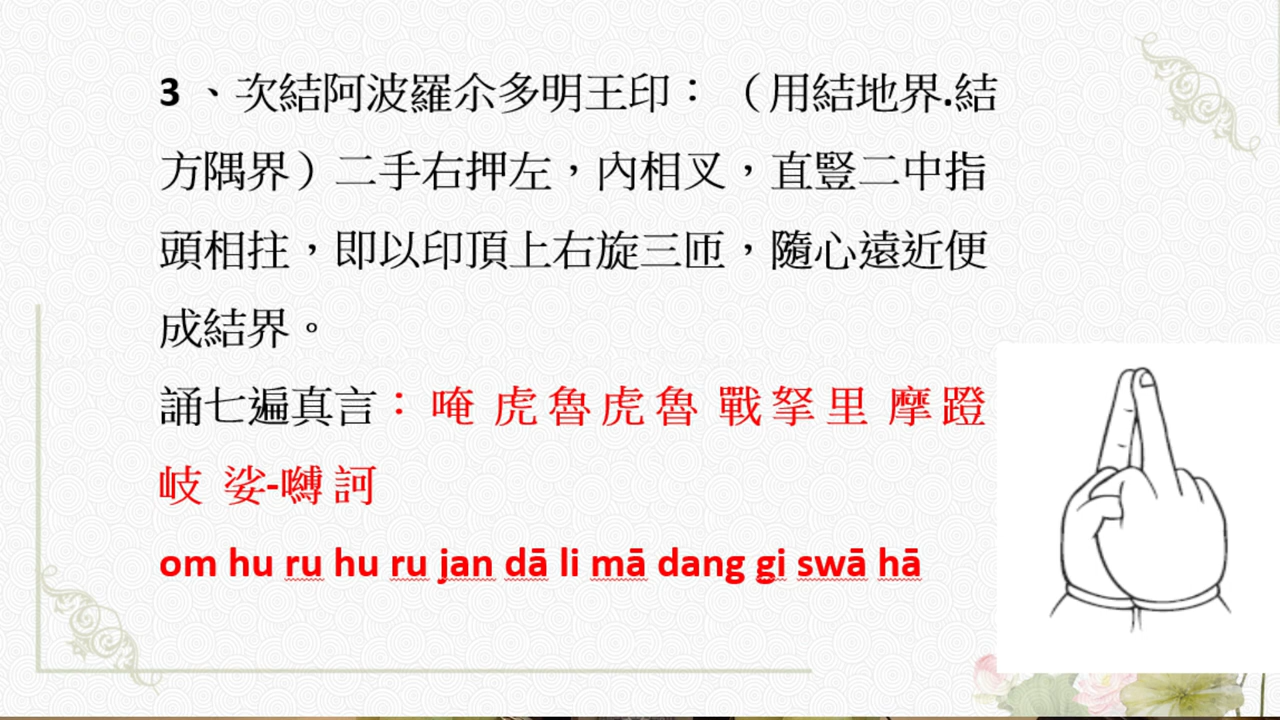 3 、次結阿波羅尒多明王印：（用結地界.結
方隅界）二手右押左，內相叉，直豎二中指
頭相拄，即以印頂上右旋三匝，隨心遠近便
成結界。
誦七遍真言： 唵 虎魯虎魯 戰拏里 摩蹬
岐 娑-嚩訶
om hu ru hu ru jan dā li mā dang gi swā hā